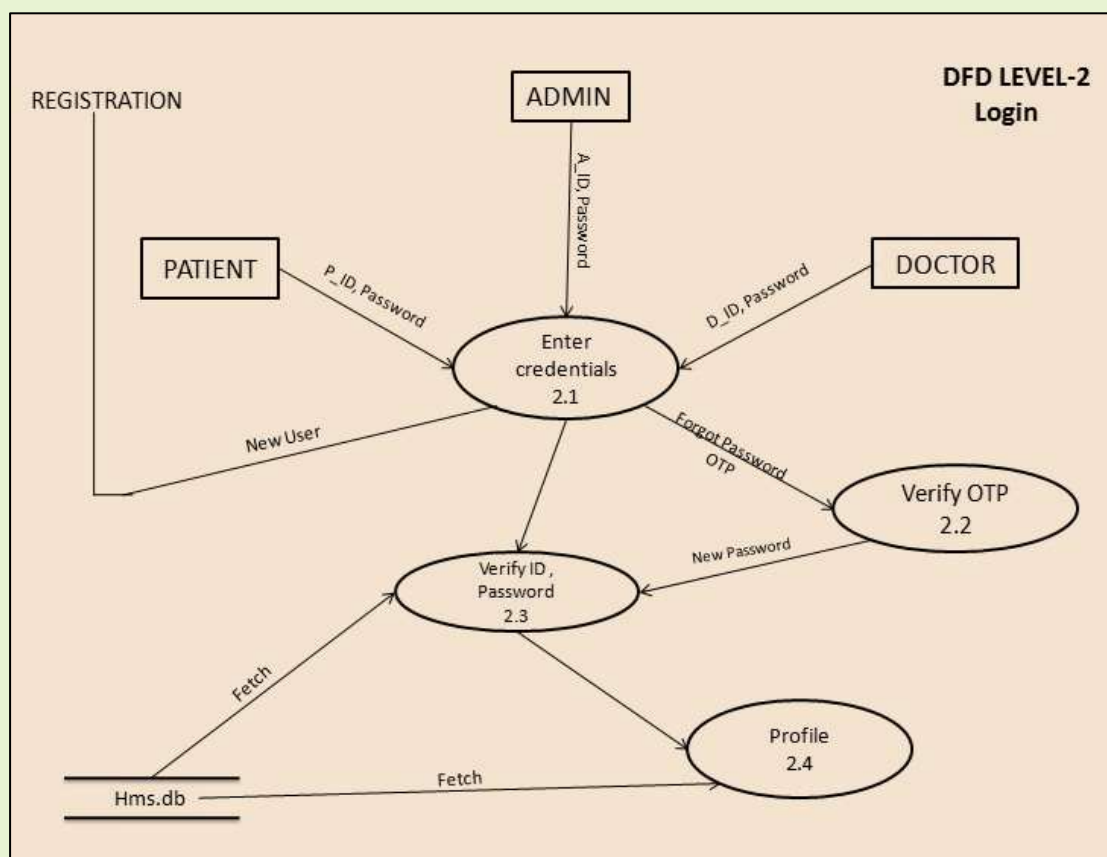 DFD LEVEL-2
Login
REGISTRATION
ADMIN
A_ID, Password
PATIENT
P_ID, Password
DOCTOR
D_ID, Password
Enter
credentials
2.1
New User
Forgot Password
OTP
Verify OTP
2.2
New Password
Verify ID ,
Password
2.3
Fetch
Profile
2.4
Hms.db
Fetch